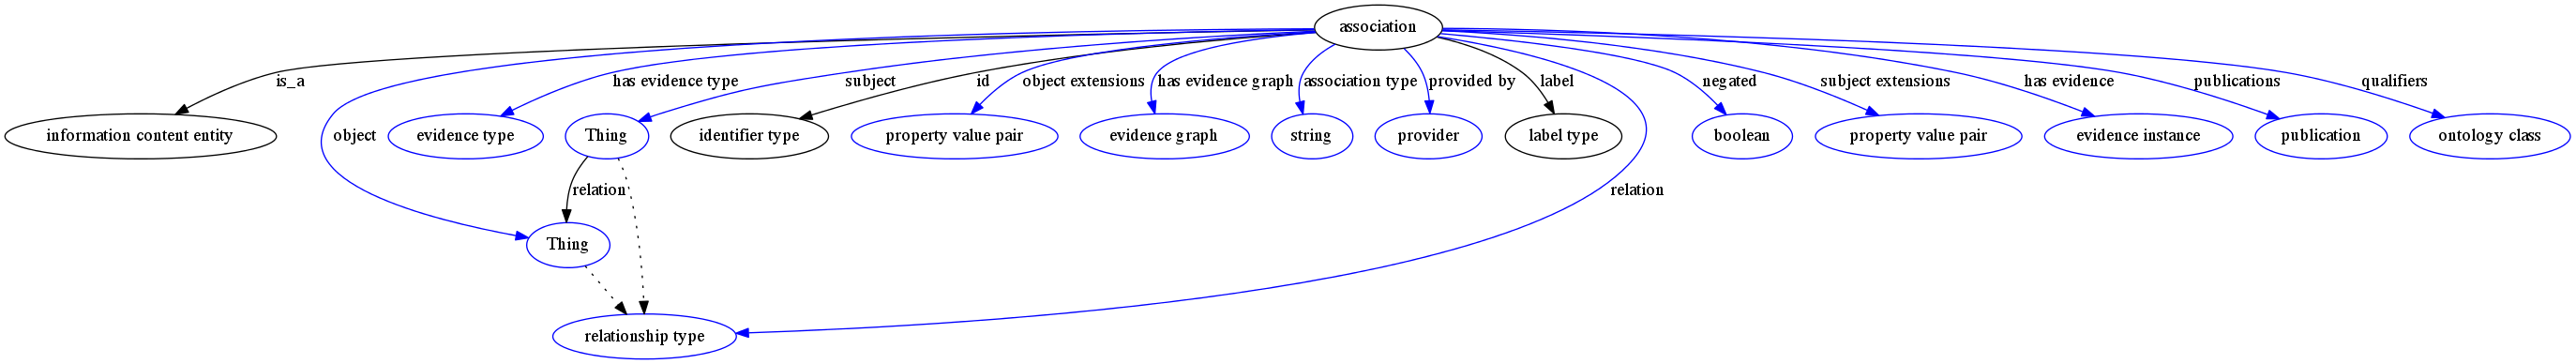 association
is_a
has evidence type
subject
id
object extensions
has evidence graph
association type
provided by
label
negated
subject extensions
has evidence
publications
qualifiers
information content entity
object
evidence type
Thing
identifier type
property value pair
evidence graph
string
provider
label type
boolean
property value pair
evidence instance
publication
ontology class
relation
relation
Thing
relationship type